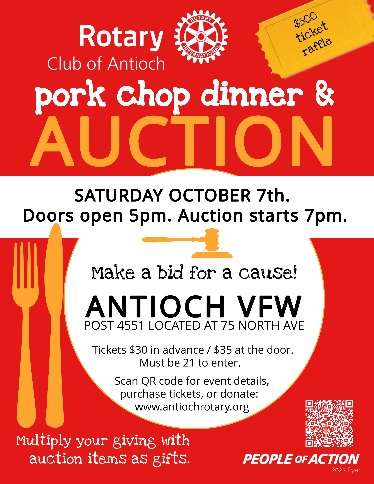 Rotary
Club of Antioch
$500
ticket
raffle
pork chop dinner &
AUCTION
SATURDAY OCTOBER 7th.
Doors open 5pm. Auction starts 7pm.
Make a bid for a cause!
ANTIOCH VFW
POST 4551 LOCATED AT 75 NORTH AVE
Tickets $30 in advance / $35 at the door.
Must be 21 to enter.
Scan QR code for event details,
purchase tickets, or donate:
www.antiochrotary.org
Multiply your giving with
auction items as gifts.
PEOPLE OF ACTION